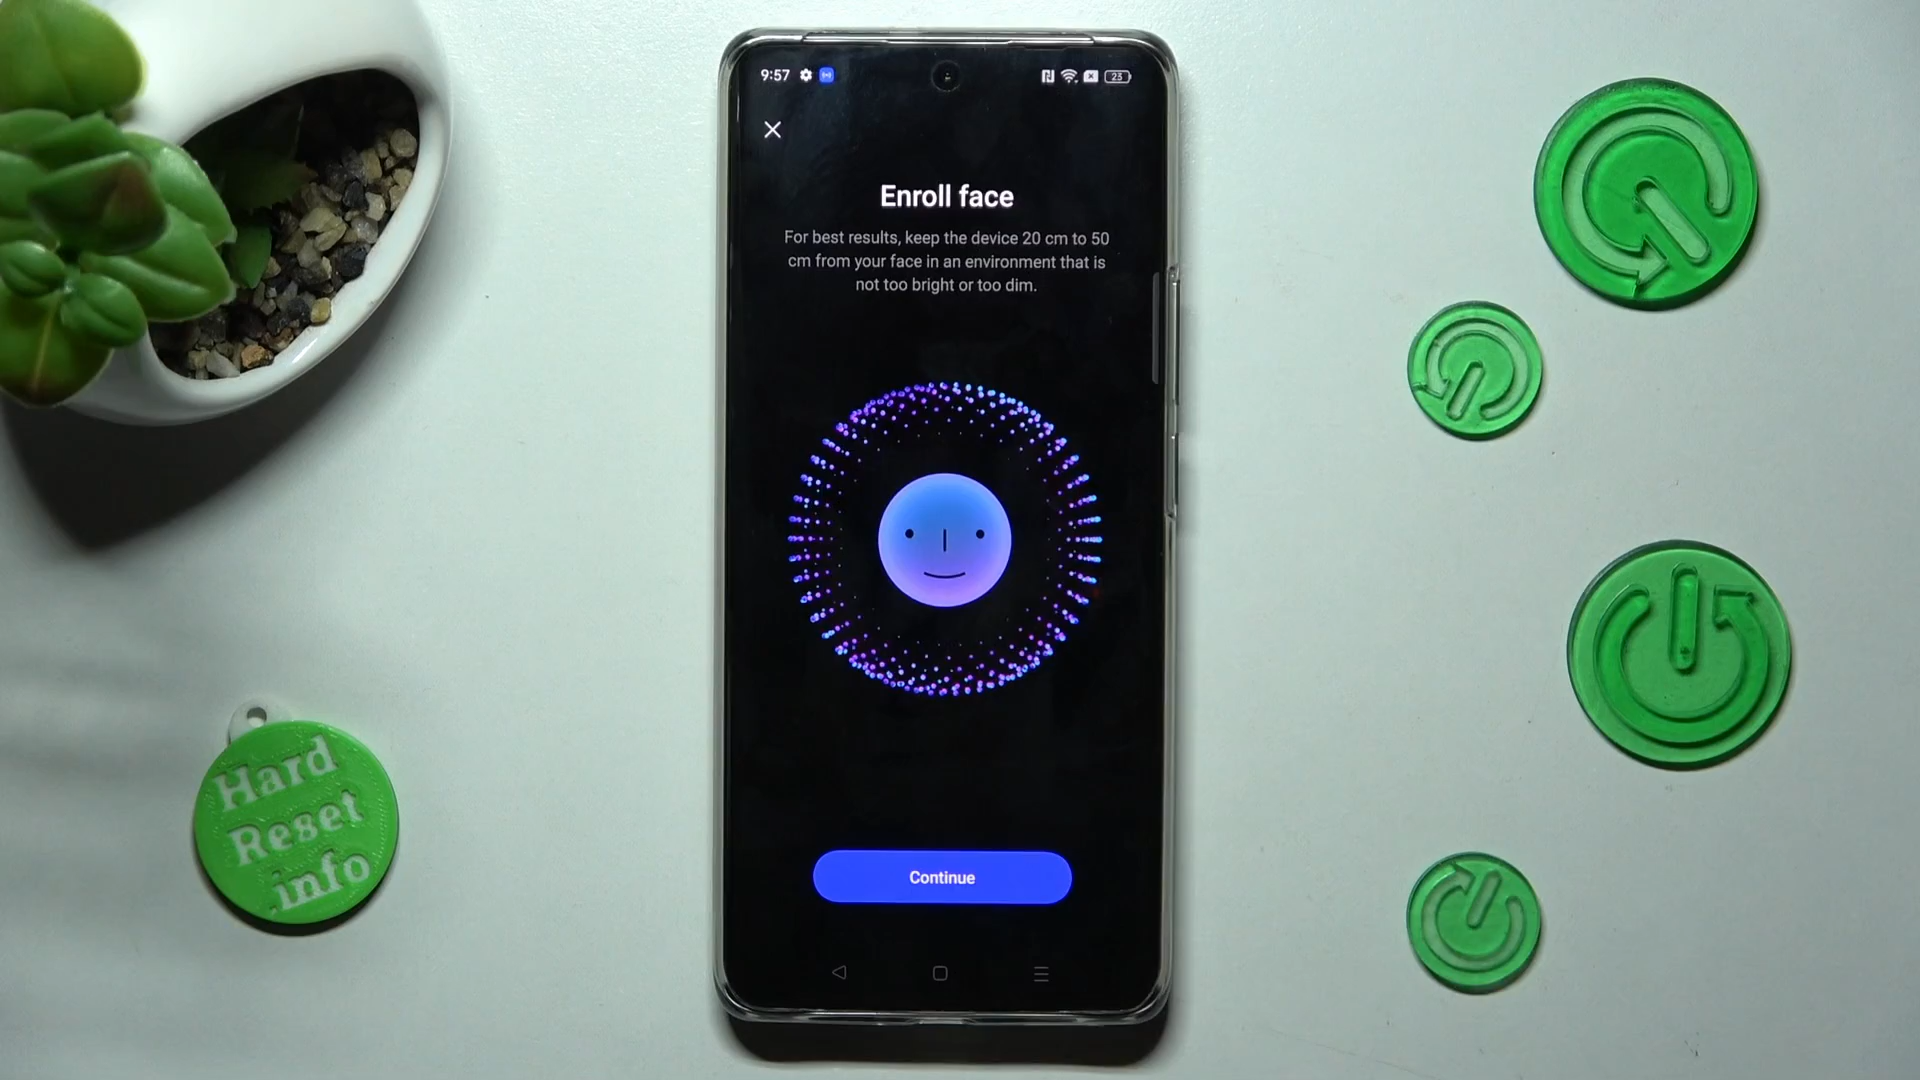 9:57
23
Enroll face
For best results, keep the device 20 cm to 50
cm from your face in an environment that is
not too bright or too dim.
Continue
Hard
Reset
.info